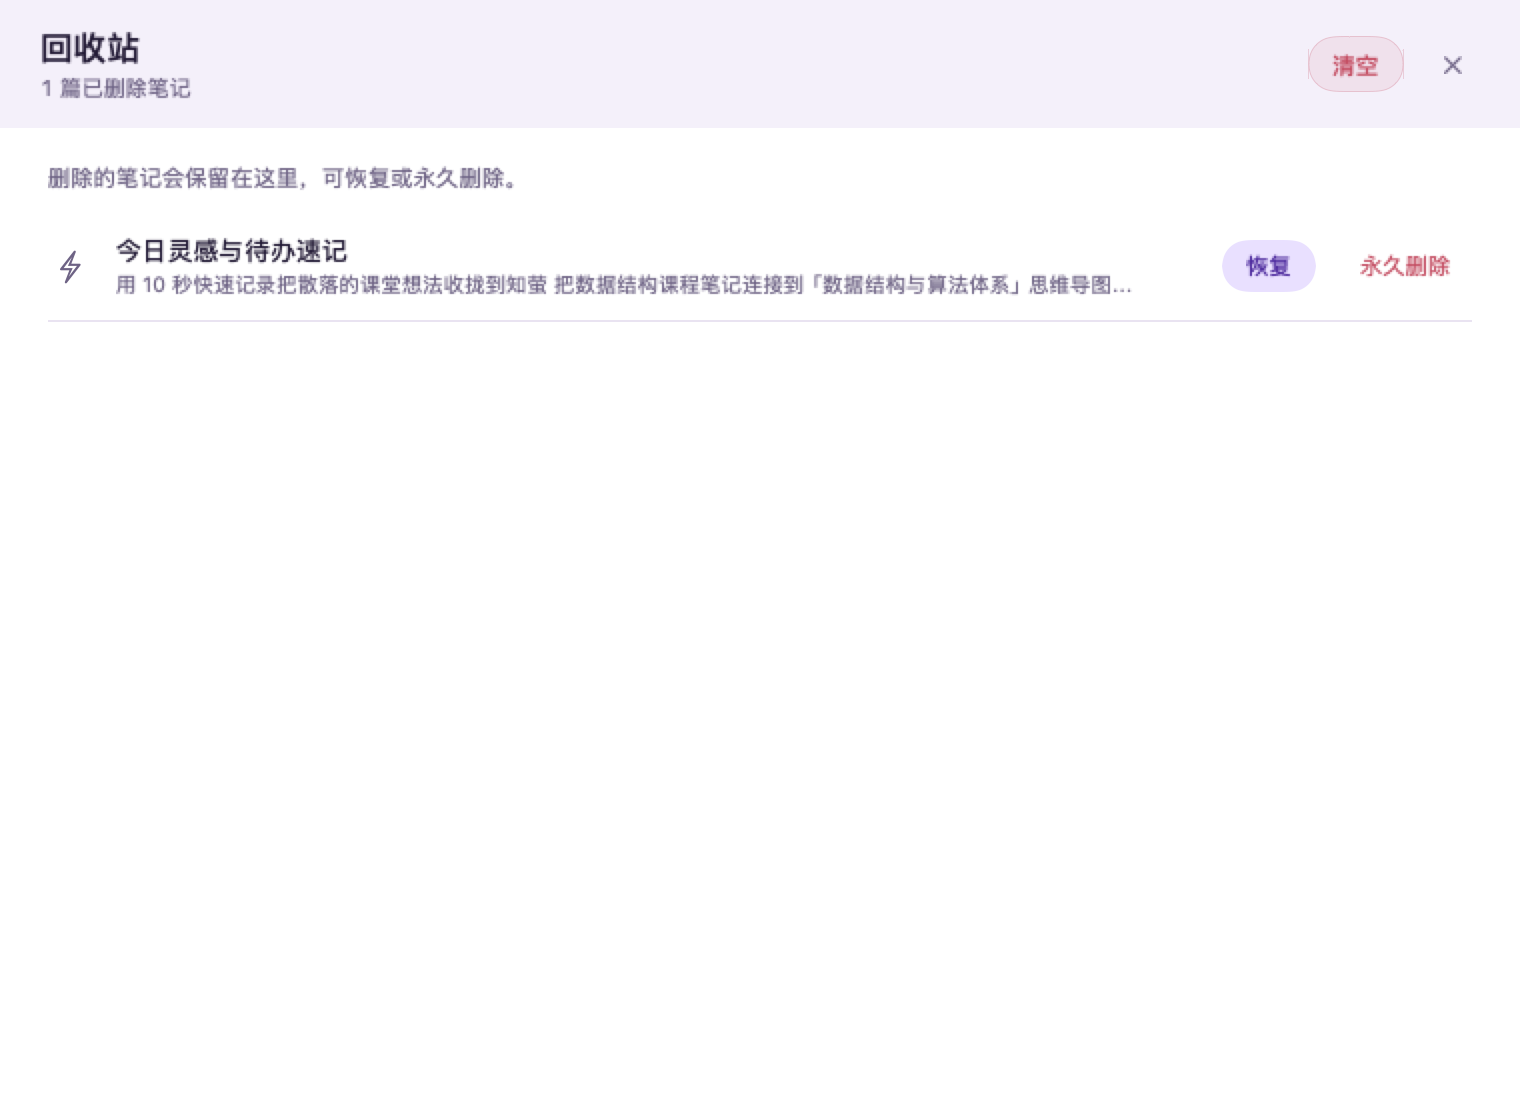 回收站
1 篇已删除笔记
清空
删除的笔记会保留在这里，可恢复或永久删除。
今日灵感与待办速记
用 10 秒快速记录把散落的课堂想法收拢到知萤 把数据结构课程笔记连接到「数据结构与算法体系」思维导图...
恢复
永久删除